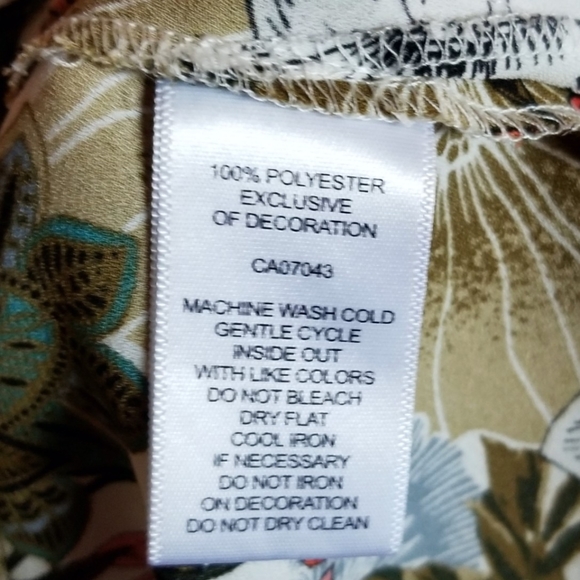 100% POLYESTER
EXCLUSIVE
OF DECORATION
CA07043
MACHINE WASH COLD
GENTLE CYCLE
INSIDE OUT
WITH LIKE COLORS
DO NOT BLEACH
DRY FLAT
COOL IRON
IF NECESSARY
DO NOT IRON
ON DECORATION
DO NOT DRY CLEAN